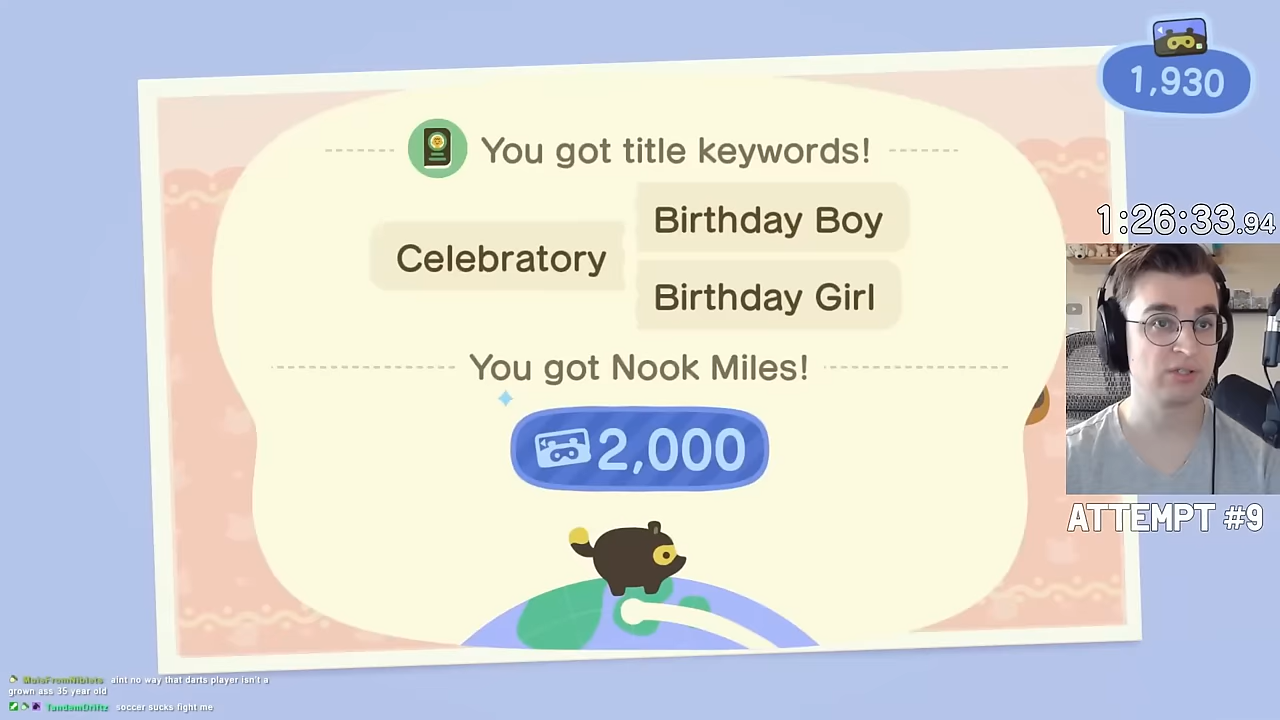 1,930
You got title keywords!
Birthday Boy
Celebratory
Birthday Girl
You got Nook Miles!
2,000
1:26:33.94
ATTEMPT #9
MaisFromNiblets aint no way that darts player isn't a
grown ass 35 year old
TandemDriftz soccer sucks fight me